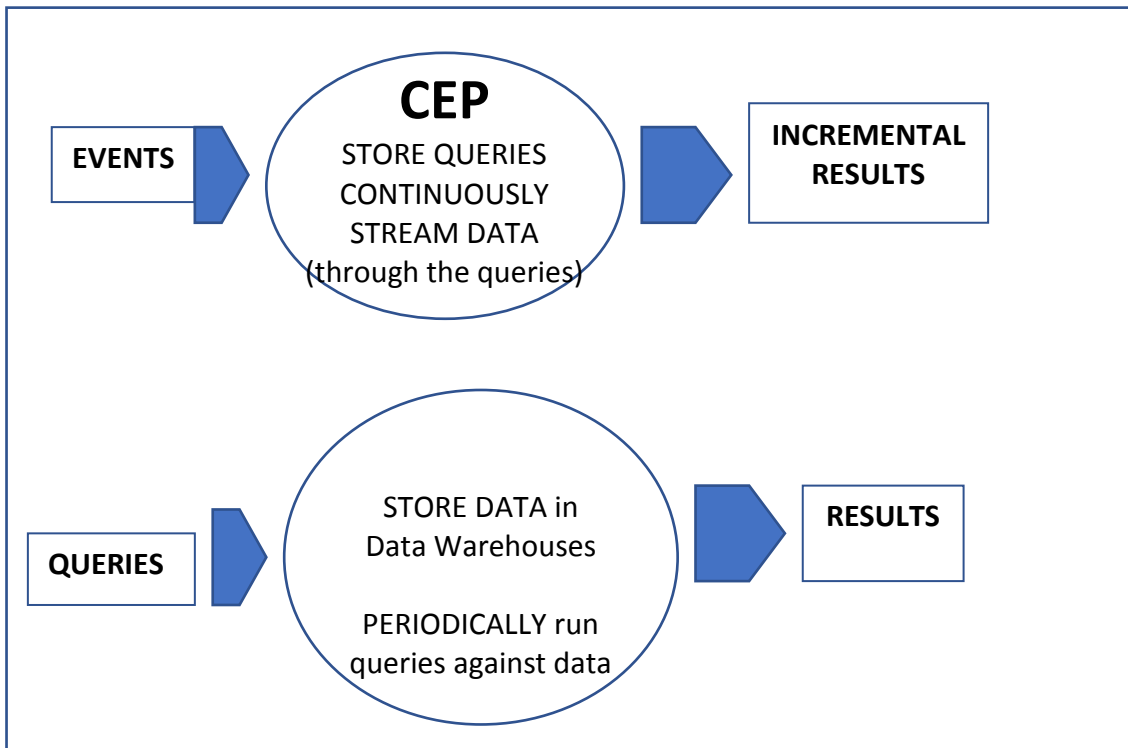 EVENTS
CEP
STORE QUERIES
CONTINUOUSLY
STREAM DATA
(through the queries)
INCREMENTAL
RESULTS
QUERIES
STORE DATA in
Data Warehouses
PERIODICALLY run
queries against data
RESULTS